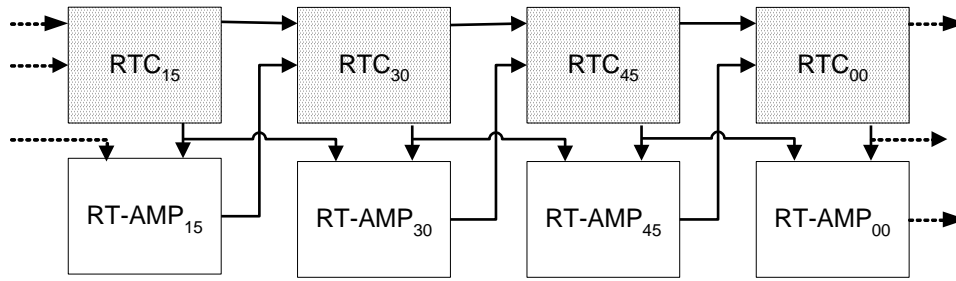 RTC₁₅ RTC₃₀ RTC₄₅ RTC₀₀
RT-AMP₁₅ RT-AMP₃₀ RT-AMP₄₅ RT-AMP₀₀